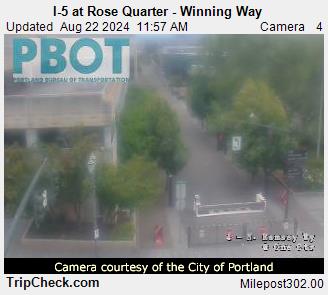 I-5 at Rose Quarter - Winning Way
Updated Aug 22 2024 11:57 AM Camera 4
PBOT
PORTLAND BUREAU OF TRANSPORTATION
Camera courtesy of the City of Portland
TripCheck.com Milepost302.00